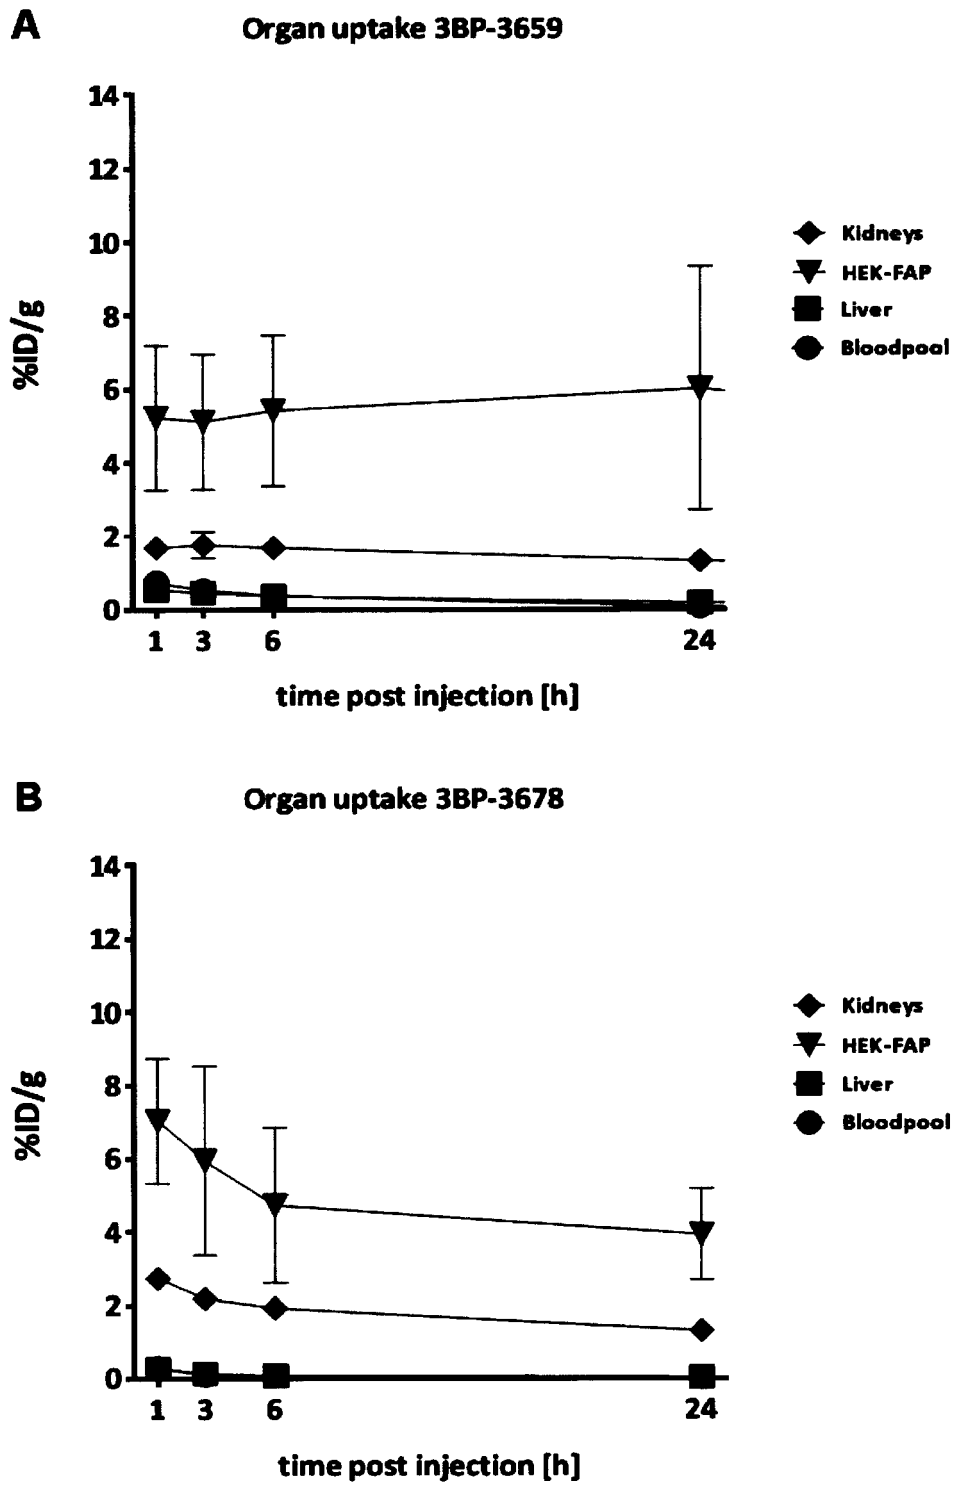 A
Organ uptake 3BP-3659
14
12
10
8
6
4
2
0
%ID/g
1 3 6 24
time post injection [h]
Kidneys
HEK-FAP
Liver
Bloodpool
B
Organ uptake 3BP-3678
14
12
10
8
6
4
2
0
%ID/g
1 3 6 24
time post injection [h]
Kidneys
HEK-FAP
Liver
Bloodpool